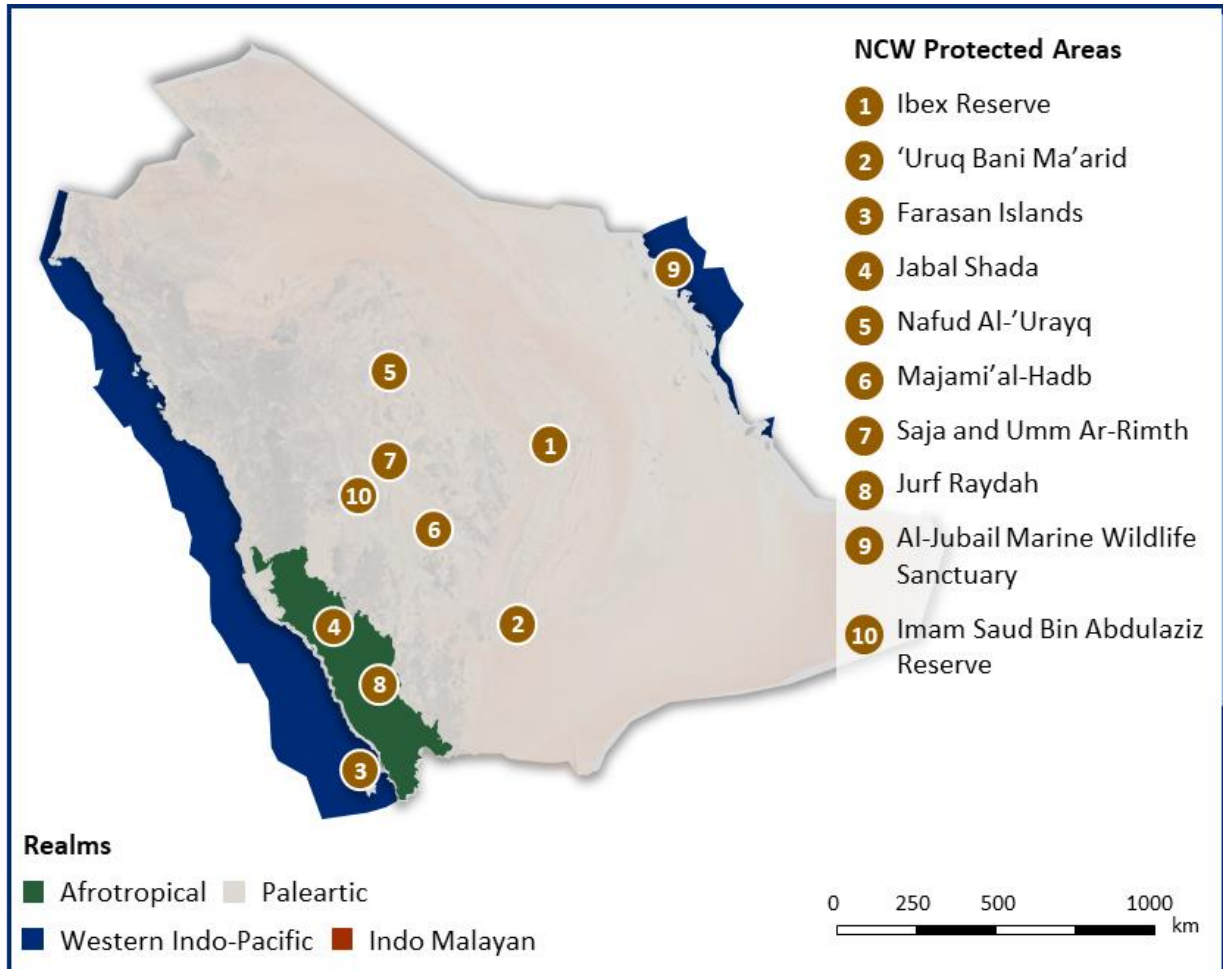 NCW Protected Areas
1 Ibex Reserve
2 ‘Uruq Bani Ma’arid
3 Farasan Islands
4 Jabal Shada
5 Nafud Al-’Urayq
6 Majami’al-Hadb
7 Saja and Umm Ar-Rimth
8 Jurf Raydah
9 Al-Jubail Marine Wildlife
Sanctuary
10 Imam Saud Bin Abdulaziz
Reserve
9
5
1
7
10
6
4
2
8
3
Realms
Afrotropical Paleartic
Western Indo-Pacific Indo Malayan
0 250 500 1000
km